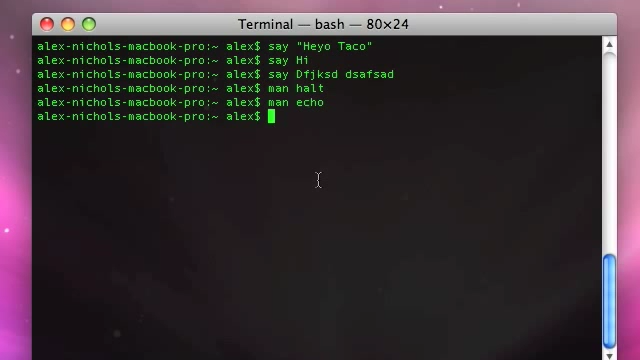 Terminal — bash — 80×24
alex-nichols-macbook-pro:~ alex$ say "Heyo Taco"
alex-nichols-macbook-pro:~ alex$ say Hi
alex-nichols-macbook-pro:~ alex$ say Dfjksd dsafsad
alex-nichols-macbook-pro:~ alex$ man halt
alex-nichols-macbook-pro:~ alex$ man echo
alex-nichols-macbook-pro:~ alex$